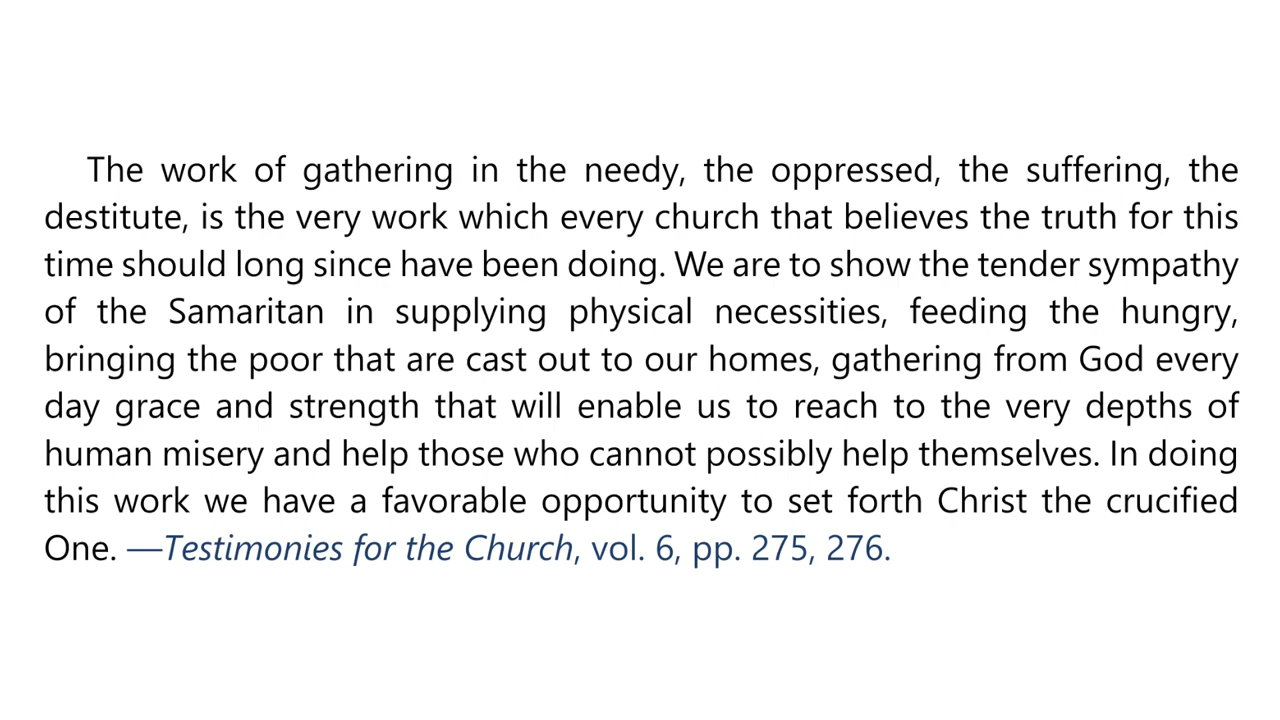 The work of gathering in the needy, the oppressed, the suffering, the
destitute, is the very work which every church that believes the truth for this
time should long since have been doing. We are to show the tender sympathy
of the Samaritan in supplying physical necessities, feeding the hungry,
bringing the poor that are cast out to our homes, gathering from God every
day grace and strength that will enable us to reach to the very depths of
human misery and help those who cannot possibly help themselves. In doing
this work we have a favorable opportunity to set forth Christ the crucified
One. —Testimonies for the Church, vol. 6, pp. 275, 276.